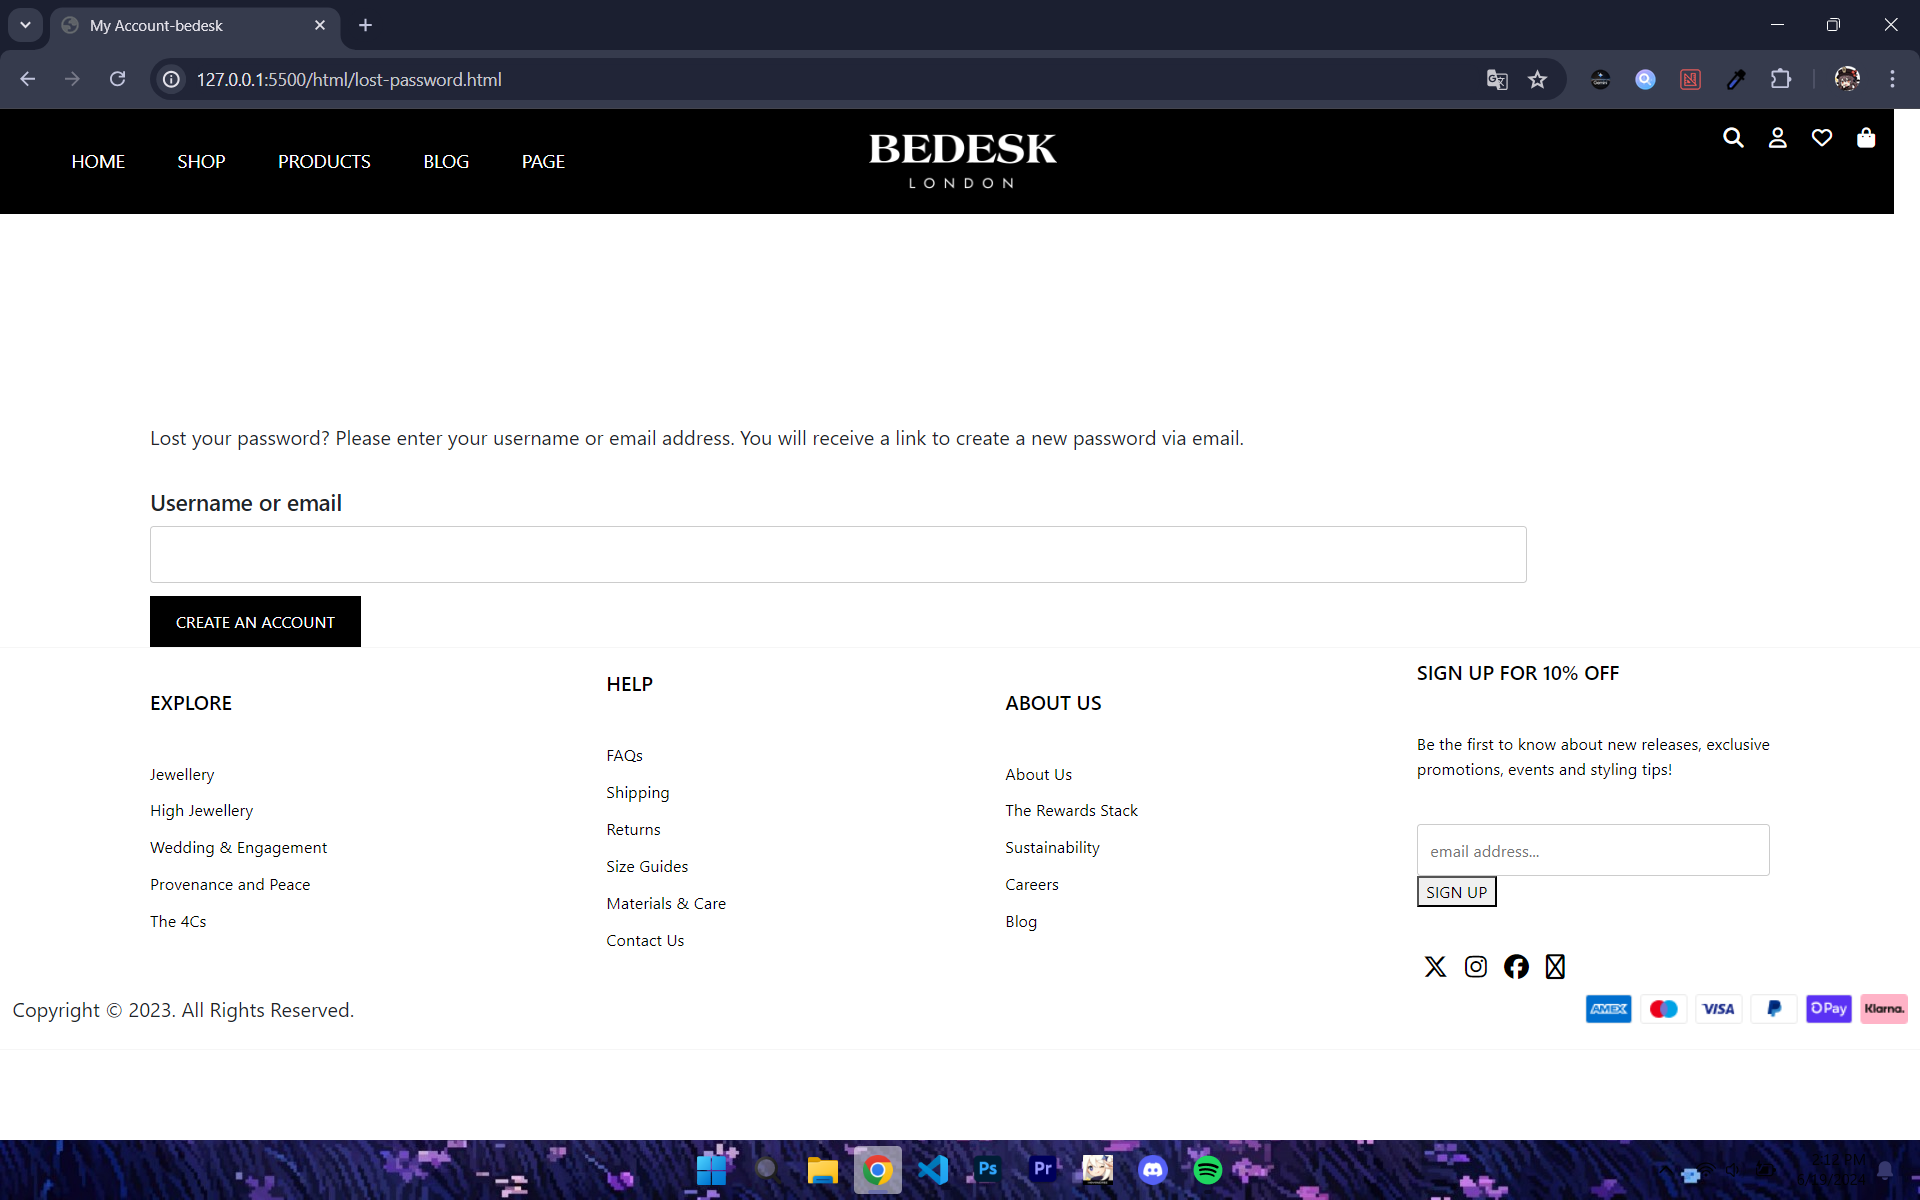 My Account-bedesk
127.0.0.1:5500/html/lost-password.html
HOME SHOP PRODUCTS BLOG PAGE
BEDESK
LONDON
Lost your password? Please enter your username or email address. You will receive a link to create a new password via email.
Username or email
CREATE AN ACCOUNT
EXPLORE
Jewellery
High Jewellery
Wedding & Engagement
Provenance and Peace
The 4Cs
HELP
FAQs
Shipping
Returns
Size Guides
Materials & Care
Contact Us
ABOUT US
About Us
The Rewards Stack
Sustainability
Careers
Blog
SIGN UP FOR 10% OFF
Be the first to know about new releases, exclusive
promotions, events and styling tips!
email address...
SIGN UP
Copyright © 2023. All Rights Reserved.
AMEX VISA Pay Klarna.
Ps Pr